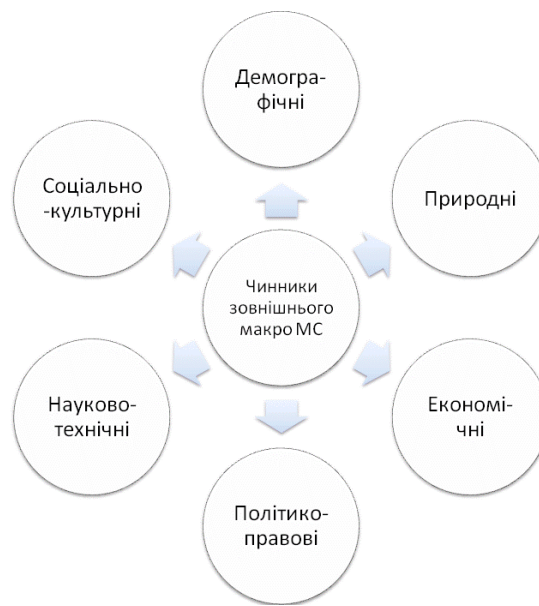 Демогра-
фічні
Соціально
-культурні
Природні
Чинники
зовнішнього
макро МС
Науково-
технічні
Економі-
чні
Політико-
правові